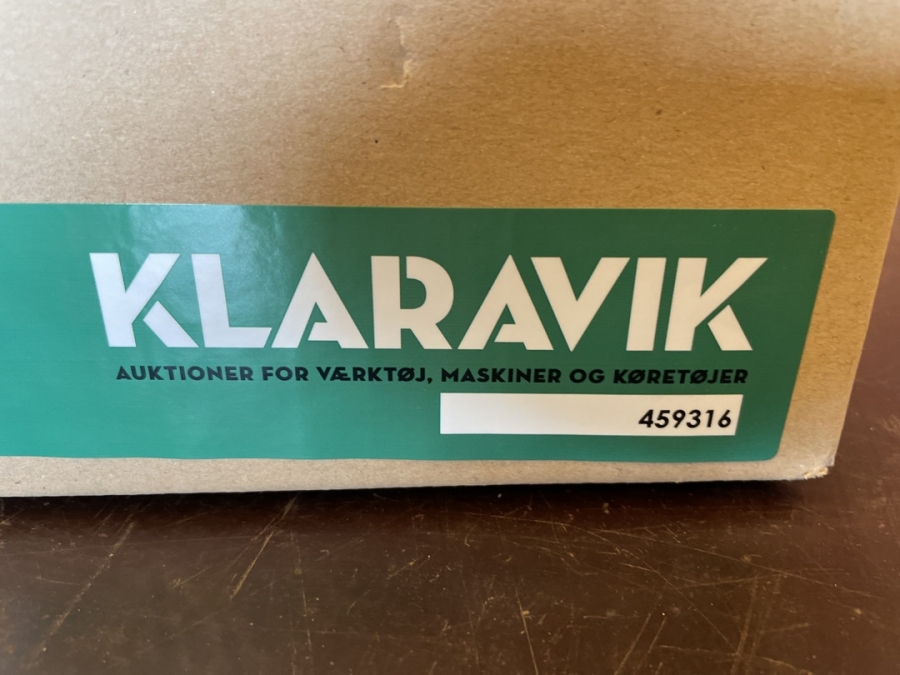 KLARAVIK
AUKTIONER FOR VÆRKTØJ, MASKINER OG KØRETØJER
459316